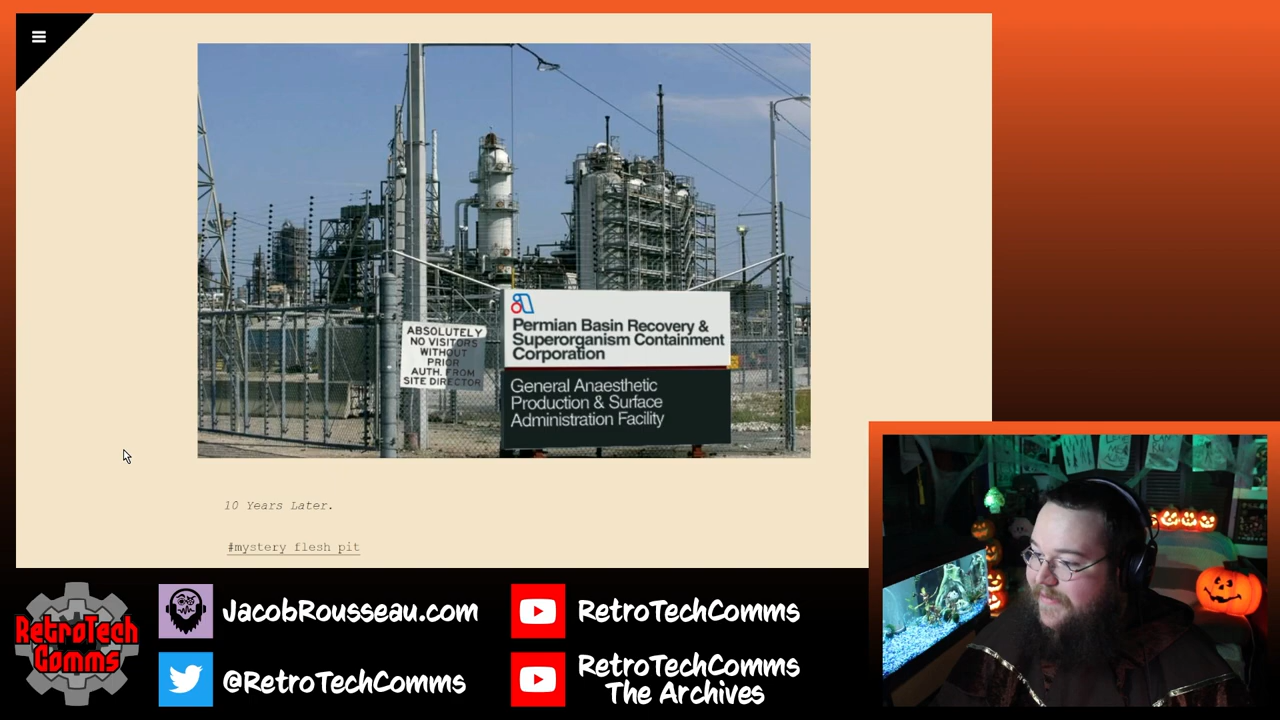 ABSOLUTELY
NO VISITORS
WITHOUT
PRIOR
AUTH. FROM
SITE DIRECTOR
Permian Basin Recovery &
Superorganism Containment
Corporation
General Anaesthetic
Production & Surface
Administration Facility
10 Years Later.
#mystery flesh pit
RetroTech
Comms
JacobRousseau.com
@RetroTechComms
RetroTechComms
RetroTechComms
The Archives